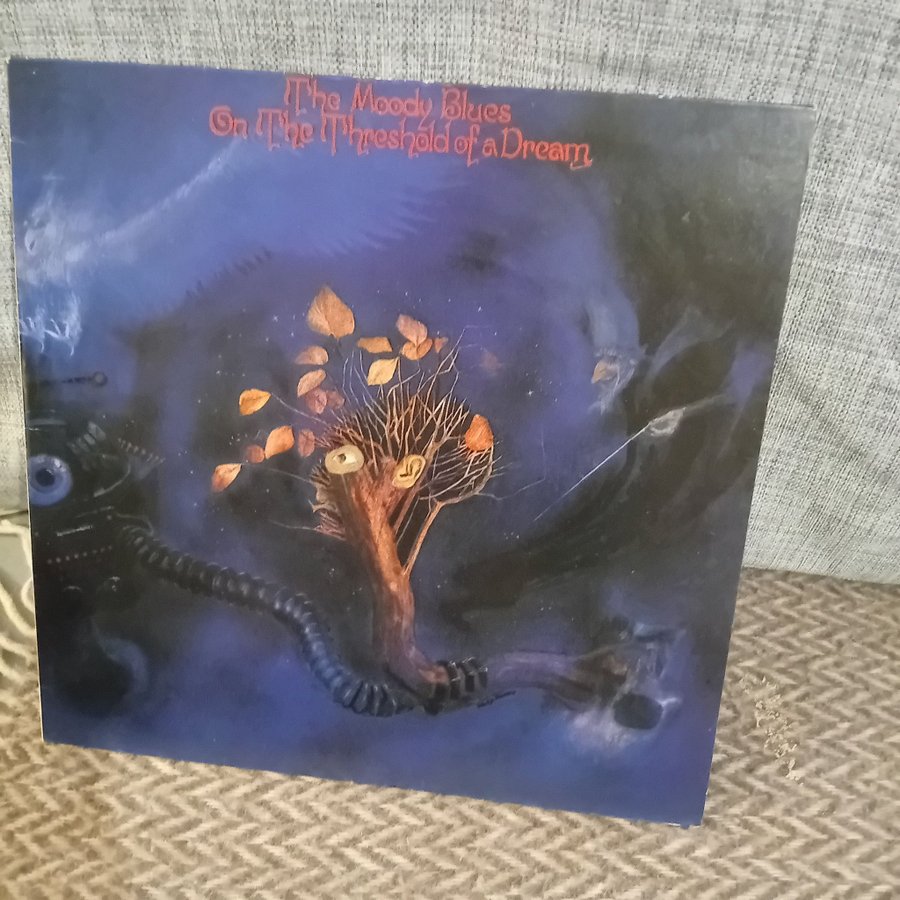 The Moody Blues
On The Threshold of a Dream